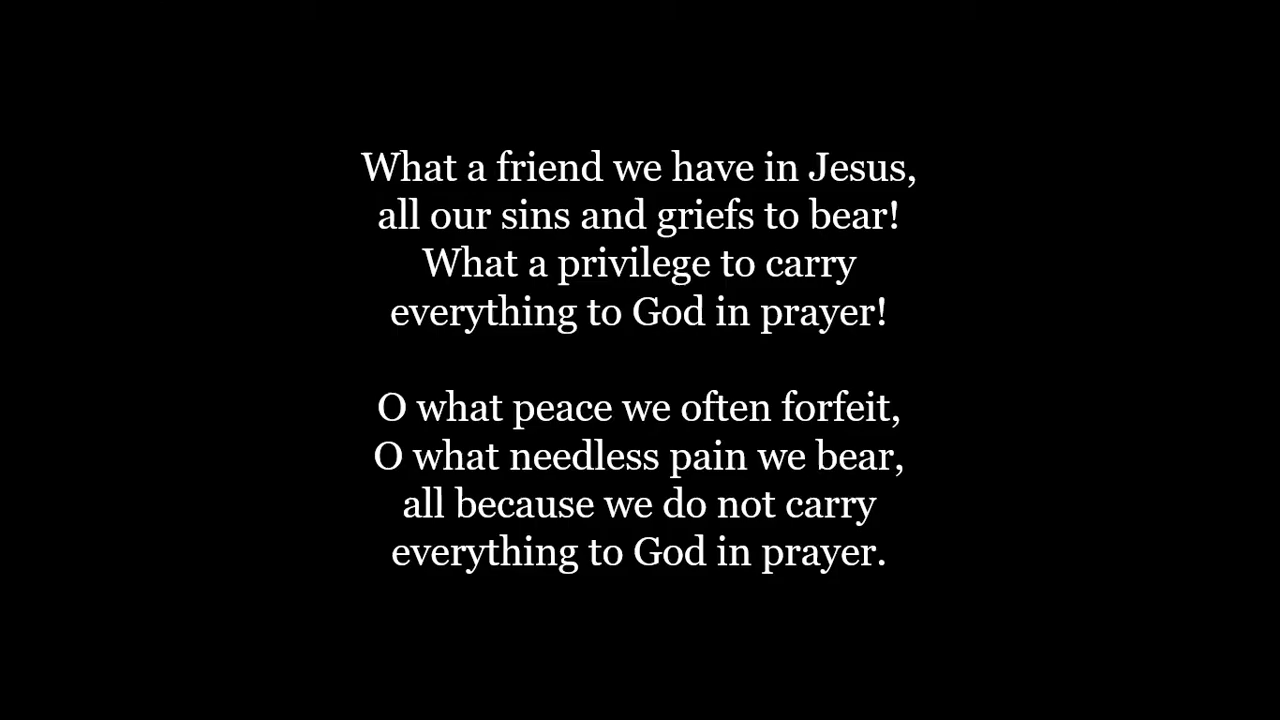 What a friend we have in Jesus,
all our sins and griefs to bear!
What a privilege to carry
everything to God in prayer!
O what peace we often forfeit,
O what needless pain we bear,
all because we do not carry
everything to God in prayer.